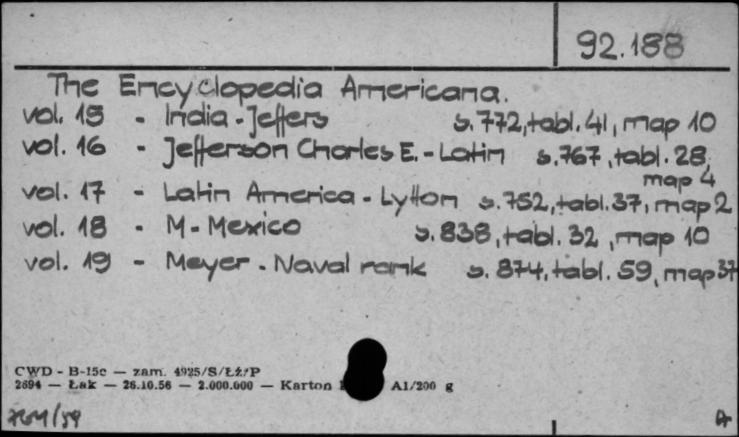 92.188
The Encyclopedia Americana.
vol. 15 - India - Jeffers s. 772, tabl. 41, map 10
vol. 16 - Jefferson Charles E. - Latin s. 767, tabl. 28, map 4
vol. 17 - Latin America - Lytton s. 752, tabl. 37, map 2
vol. 18 - M - Mexico s. 838, tabl. 32, map 10
vol. 19 - Meyer - Naval rank s. 874, tabl. 59, map 37
CWD - B-15c — zam. 4925/S/Łż/P
2694 — Łak — 26.10.56 — 2.000.000 — Karton A1/200 g